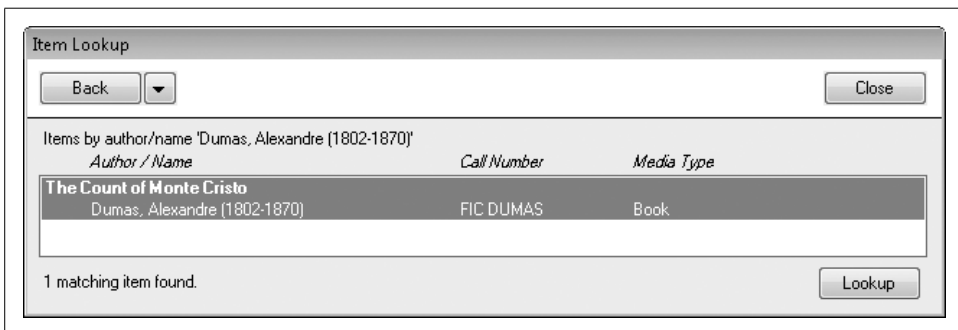 Item Lookup
Back Close
Items by author/name 'Dumas, Alexandre (1802-1870)'
Author / Name Call Number Media Type
The Count of Monte Cristo
Dumas, Alexandre (1802-1870) FIC DUMAS Book
1 matching item found. Lookup